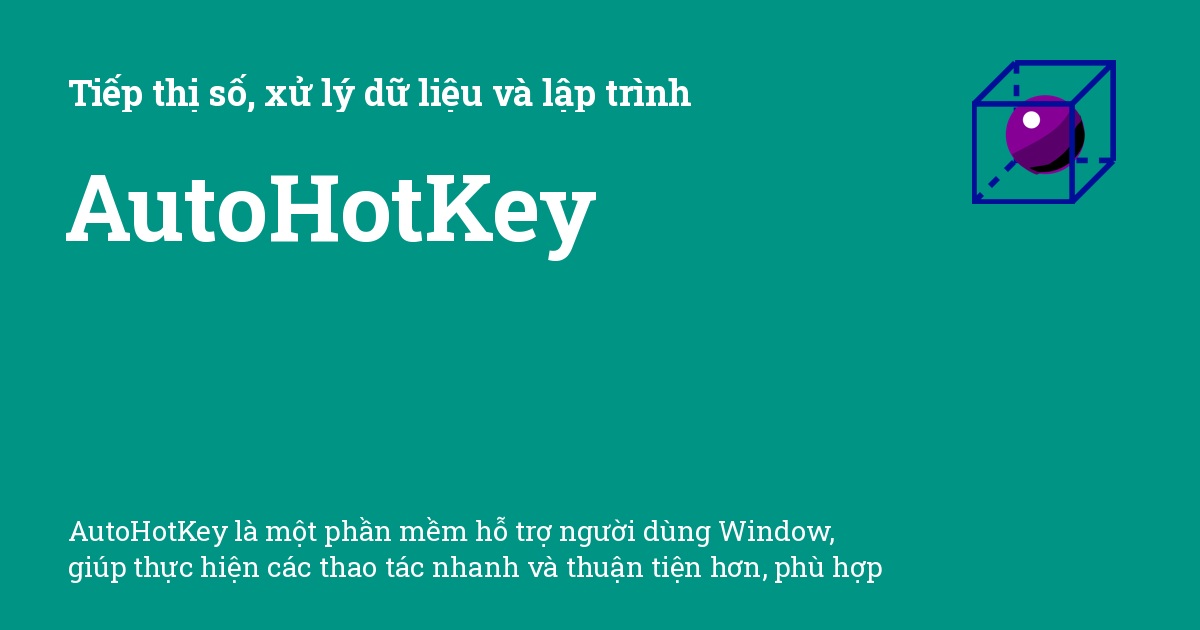 Tiếp thị số, xử lý dữ liệu và lập trình
AutoHotKey
AutoHotKey là một phần mềm hỗ trợ người dùng Window,
giúp thực hiện các thao tác nhanh và thuận tiện hơn, phù hợp